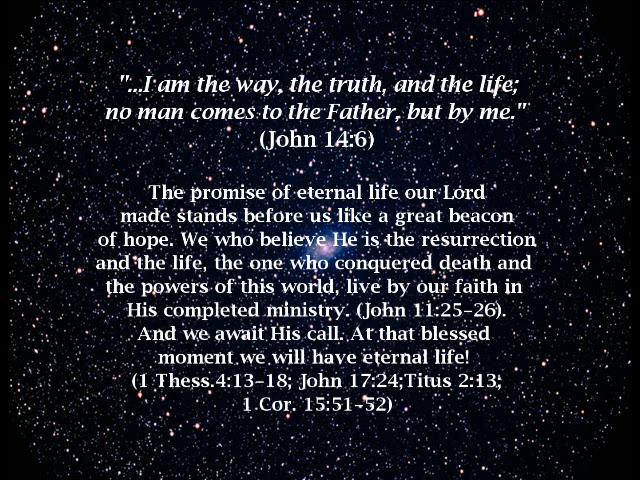 "...I am the way, the truth, and the life;
no man comes to the Father, but by me."
(John 14:6)
The promise of eternal life our Lord
made stands before us like a great beacon
of hope. We who believe He is the resurrection
and the life, the one who conquered death and
the powers of this world, live by our faith in
His completed ministry. (John 11:25-26).
And we await His call. At that blessed
moment we will have eternal life!
(1 Thess.4:13-18; John 17:24;Titus 2:13;
1 Cor. 15:51-52)